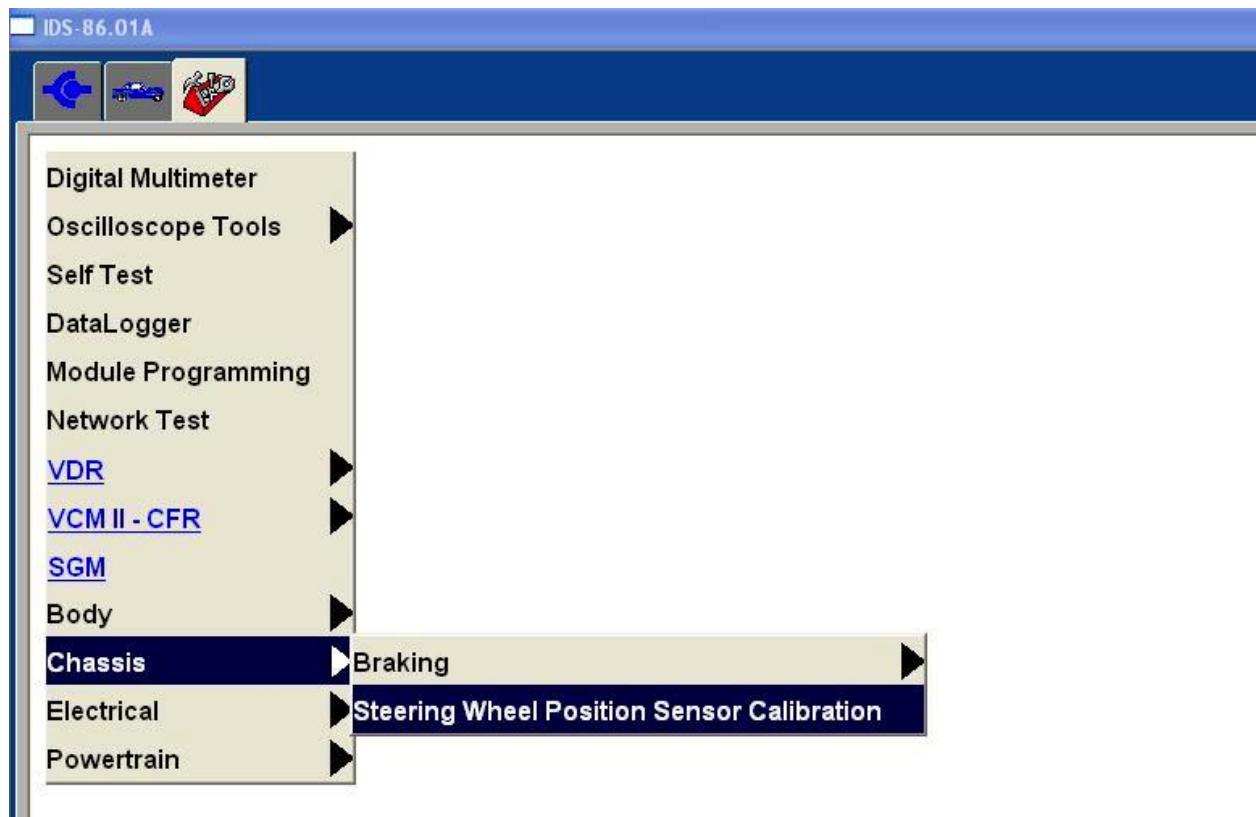 IDS-86.01A
Digital Multimeter
Oscilloscope Tools
Self Test
DataLogger
Module Programming
Network Test
VDR
VCM II - CFR
SGM
Body
Chassis
Braking
Electrical
Steering Wheel Position Sensor Calibration
Powertrain